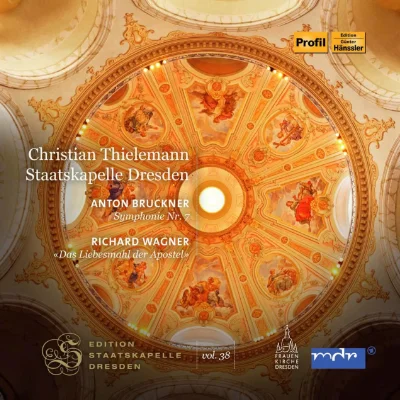 Profil
Edition
Günter
Hänssler
Christian Thielemann
Staatskapelle Dresden
ANTON BRUCKNER
Symphonie Nr. 7
RICHARD WAGNER
«Das Liebesmahl der Apostel»
EDITION
STAATSKAPELLE
DRESDEN
vol. 38
FRAUEN
KIRCHE
DRESDEN
mdr